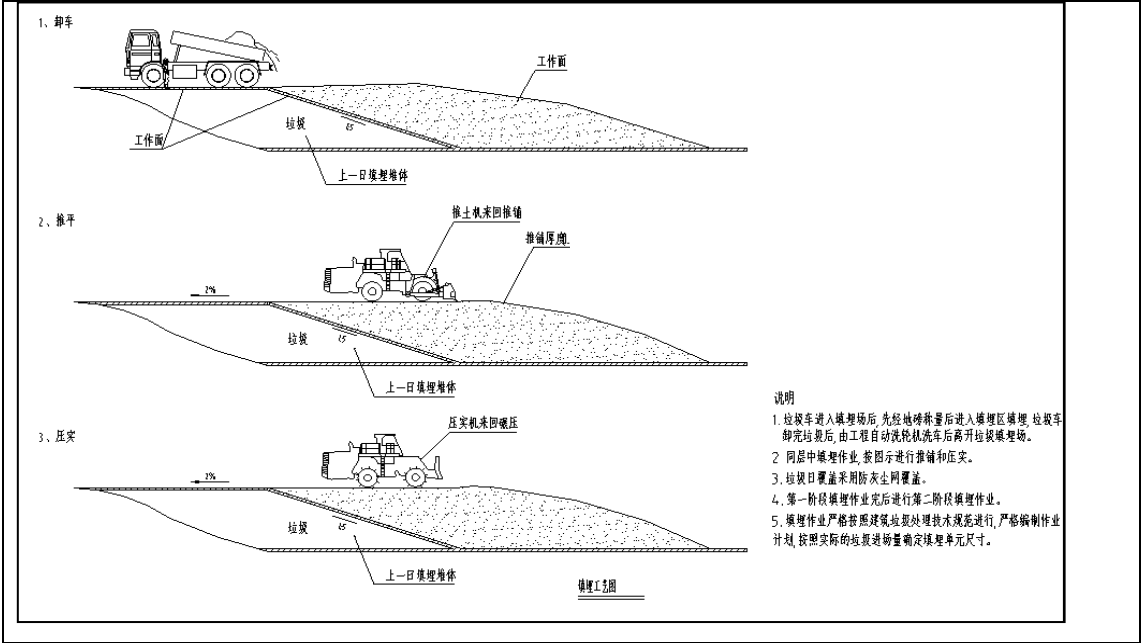 1、卸车
工作面
垃圾
1:5
工作面
上一日填埋堆体
2、推平
推土机来回推铺
推铺厚度
2%
垃圾
1:5
上一日填埋堆体
3、压实
压实机来回碾压
2%
垃圾
1:5
上一日填埋堆体
填埋工艺图
说明
1.垃圾车进入填埋场后,先经地磅称量后进入填埋区填埋,垃圾车
卸完垃圾后,由工程自动洗轮机洗车后离开垃圾填埋场。
2 同层中填埋作业,按图示进行推铺和压实。
3.垃圾日覆盖采用防灰尘网覆盖。
4.第一阶段填埋作业完后进行第二阶段填埋作业。
5.填埋作业严格按照建筑垃圾处理技术规范进行,严格编制作业
计划,按照实际的垃圾进场量确定填埋单元尺寸。